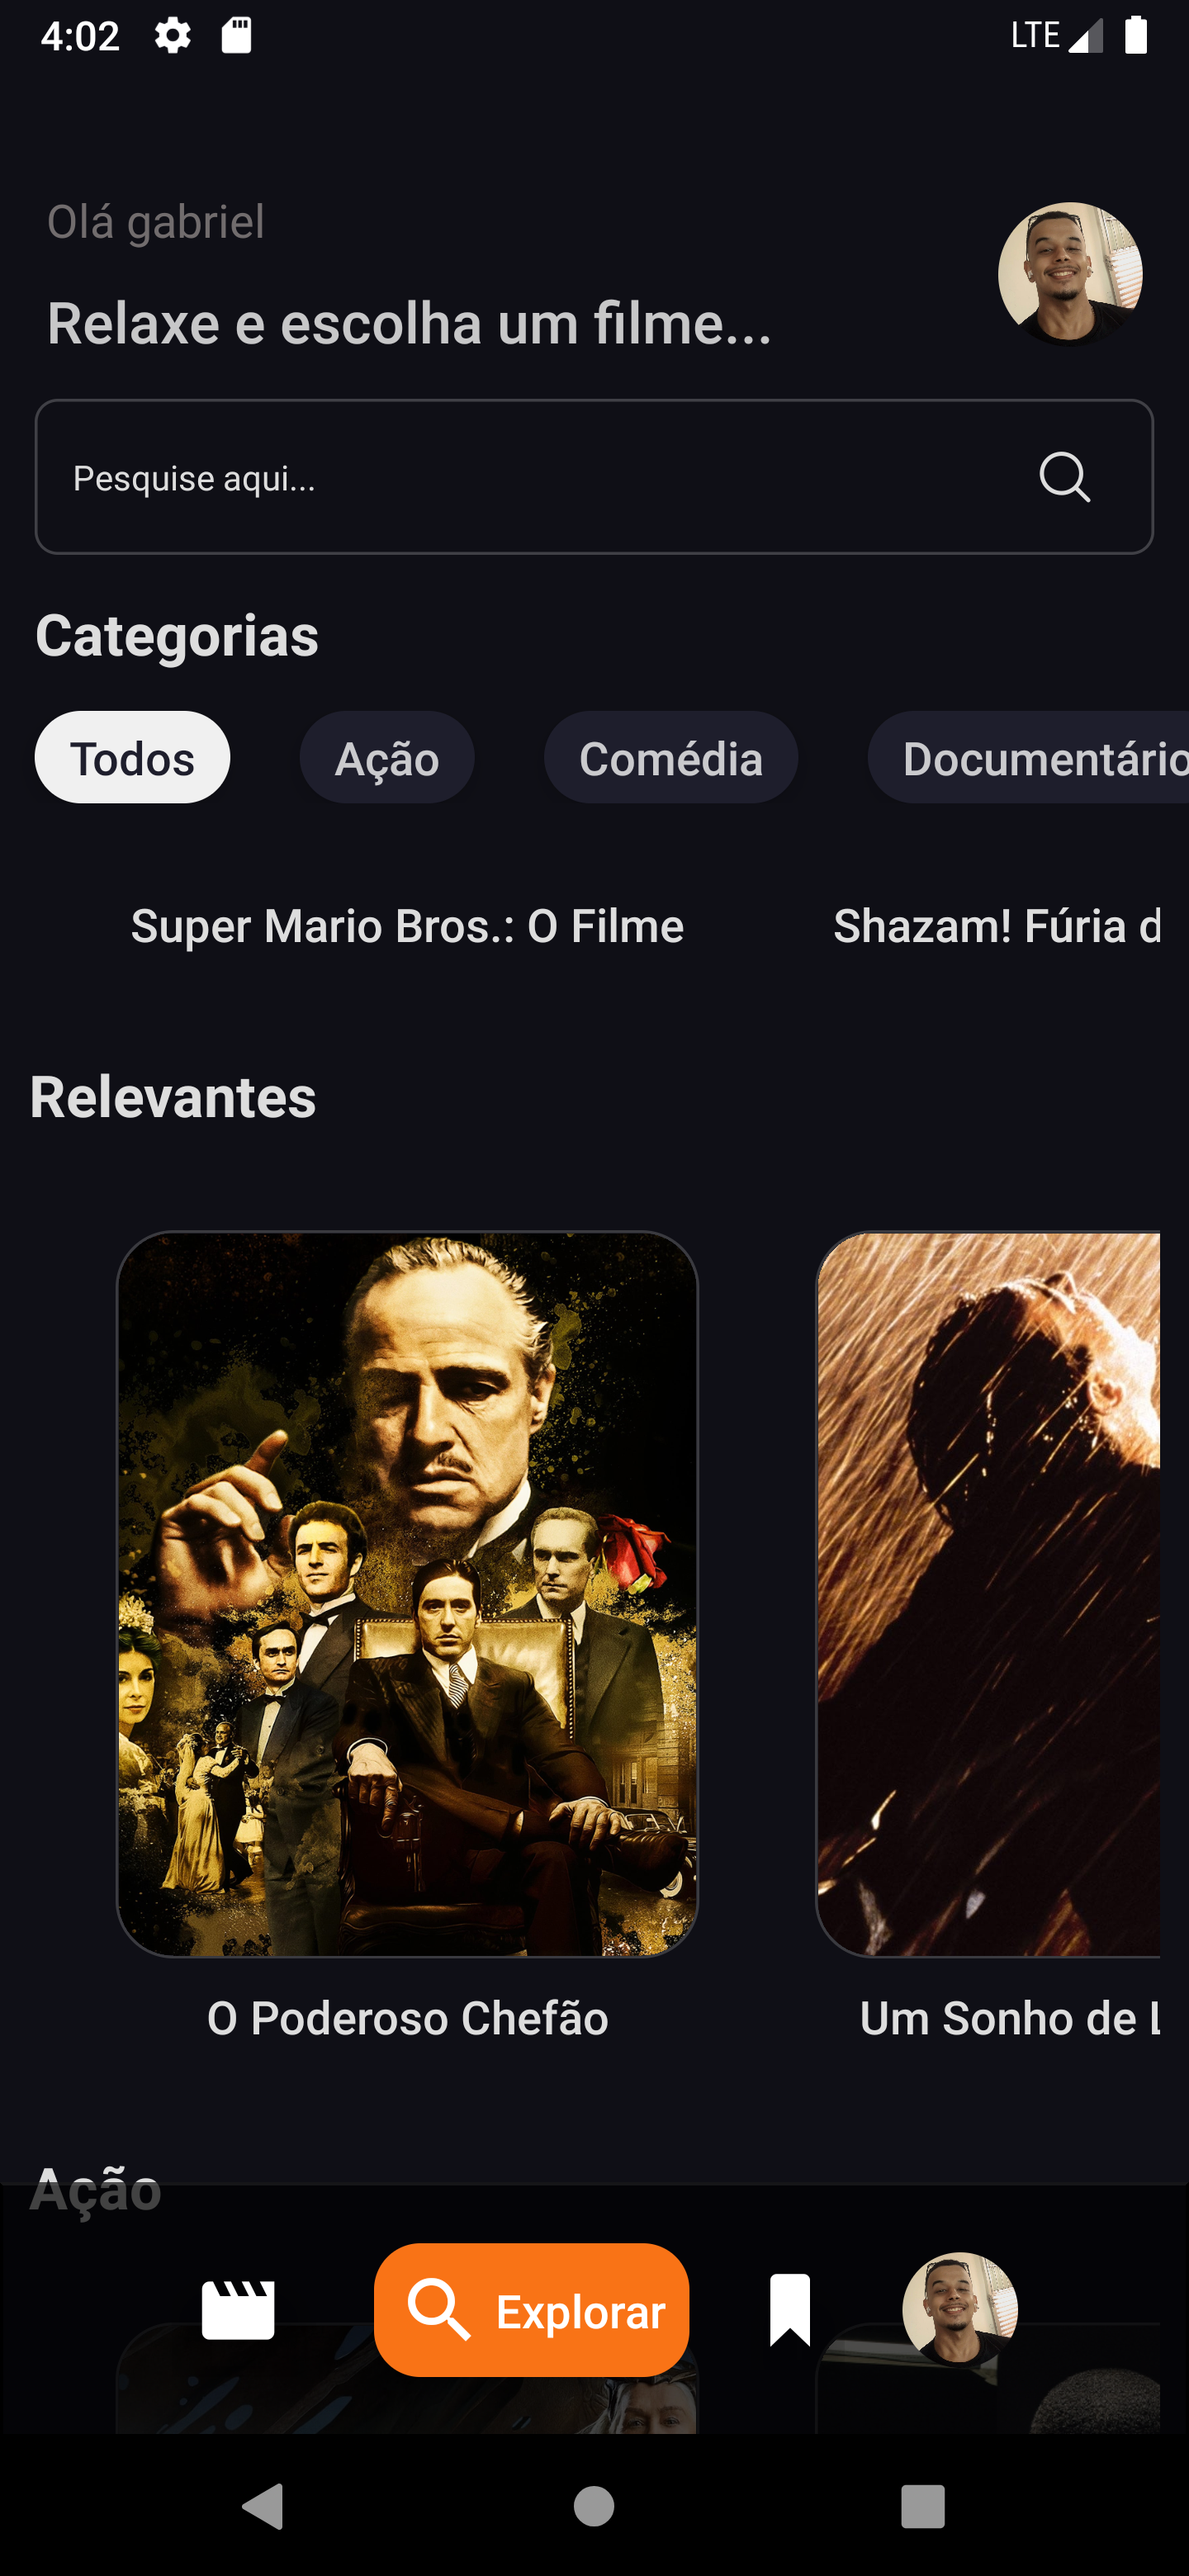 4:02
LTE
Olá gabriel
Relaxe e escolha um filme...
Pesquise aqui...
Categorias
Todos
Ação
Comédia
Documentário
Super Mario Bros.: O Filme
Shazam! Fúria d
Relevantes
O Poderoso Chefão
Um Sonho de
Ação
Explorar